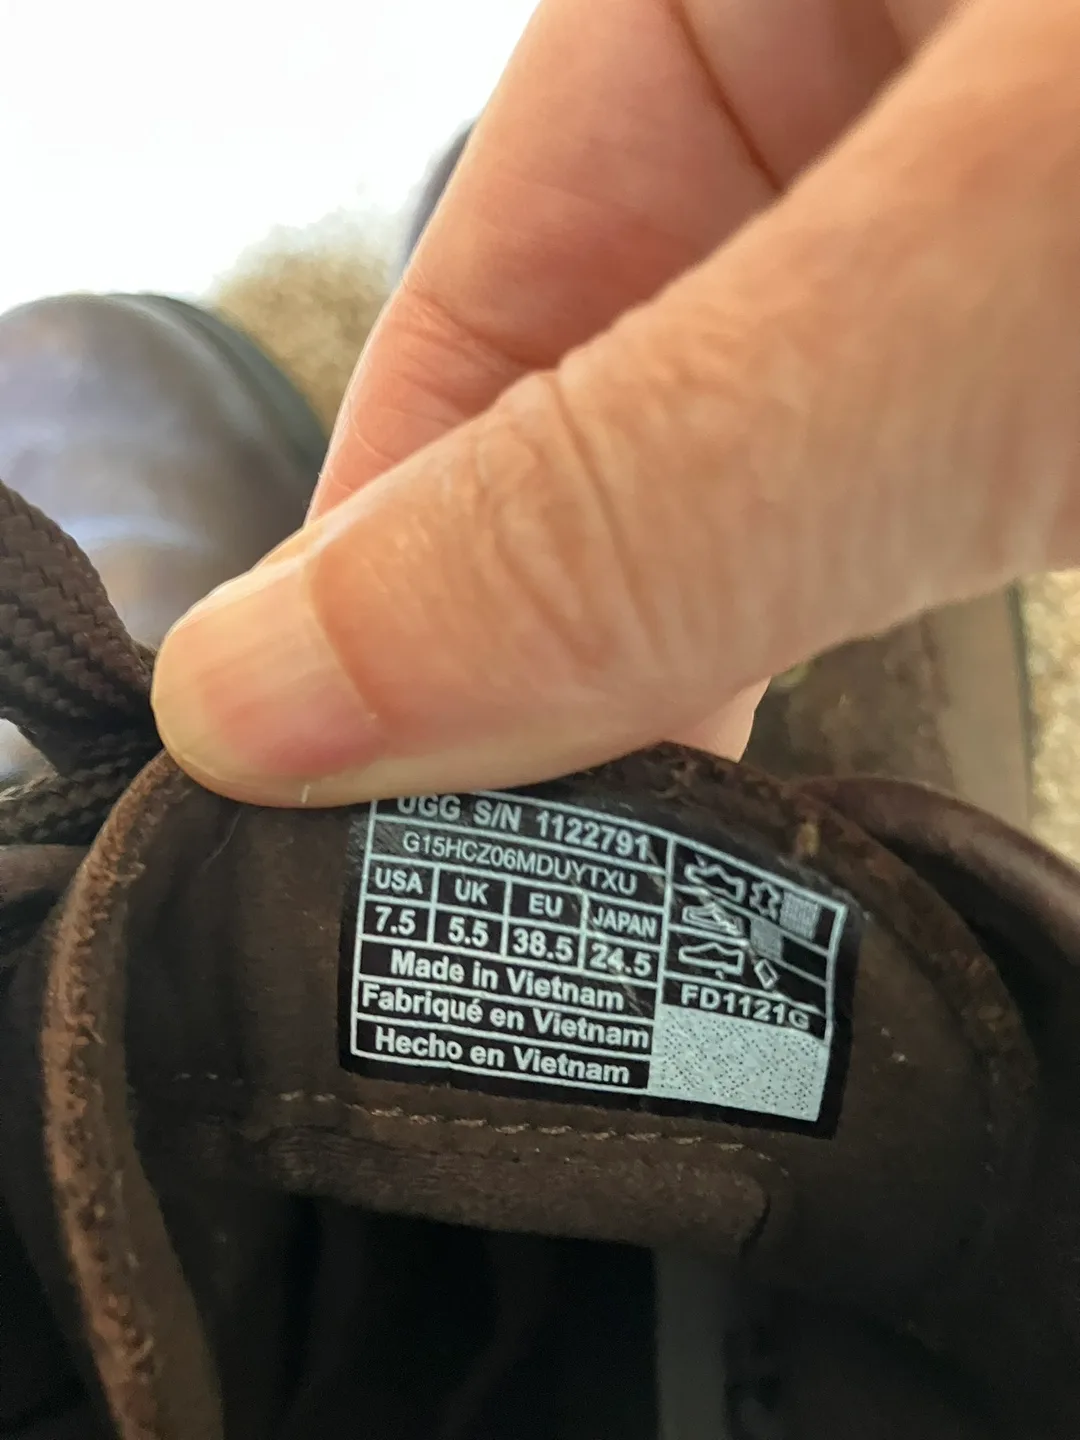 UGG S/N 1122791
G15HCZ06MDUYTXU
USA UK EU JAPAN
7.5 5.5 38.5 24.5
Made in Vietnam
Fabriqué en Vietnam
Hecho en Vietnam
FD1121G